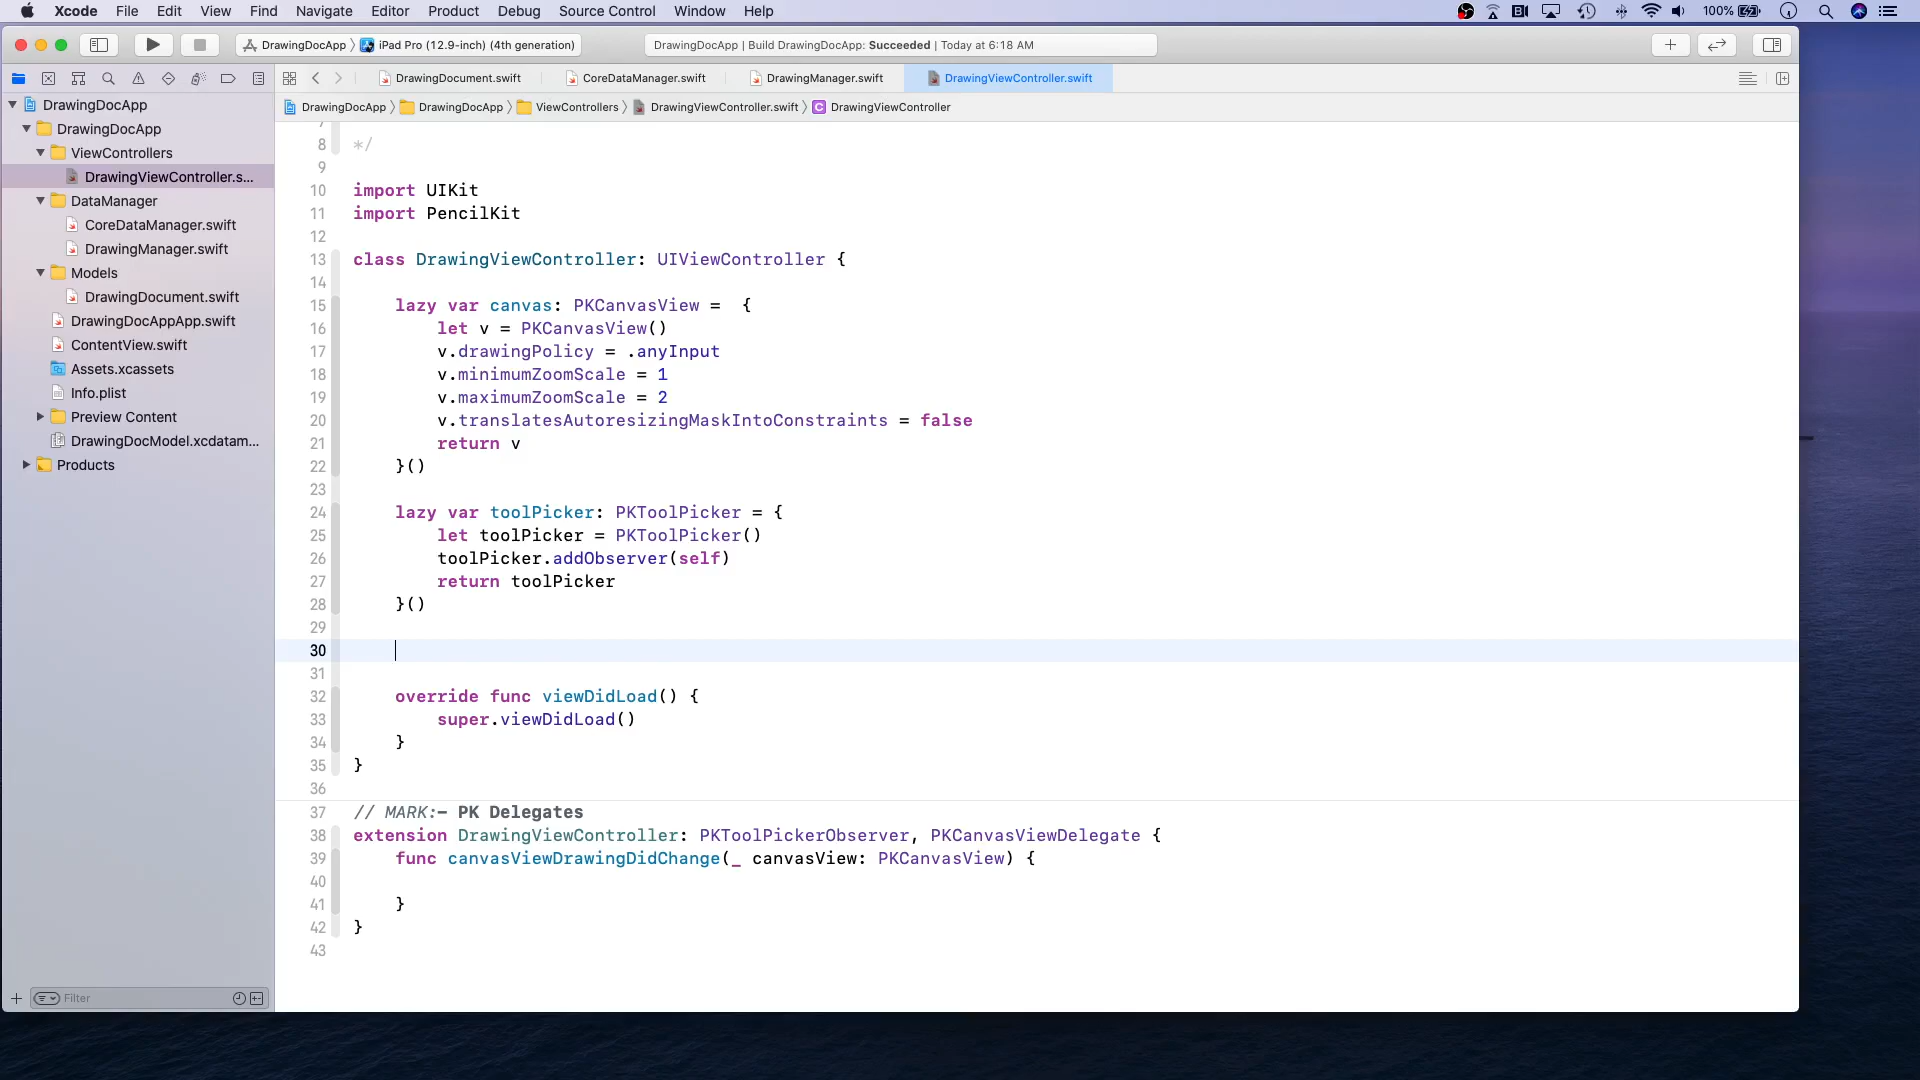 Xcode File Edit View Find Navigate Editor Product Debug Source Control Window Help 100%
DrawingDocApp 〉 iPad Pro (12.9-inch) (4th generation)
DrawingDocApp | Build DrawingDocApp: Succeeded | Today at 6:18 AM
DrawingDocument.swift CoreDataManager.swift DrawingManager.swift DrawingViewController.swift
DrawingDocApp 〉 DrawingDocApp 〉 ViewControllers 〉 DrawingViewController.swift 〉 C DrawingViewController
DrawingDocApp
DrawingDocApp
ViewControllers
DrawingViewController.s...
DataManager
CoreDataManager.swift
DrawingManager.swift
Models
DrawingDocument.swift
DrawingDocAppApp.swift
ContentView.swift
Assets.xcassets
Info.plist
Preview Content
DrawingDocModel.xcdatam...
Products
Filter
8 */
9
10 import UIKit
11 import PencilKit
12
13 class DrawingViewController: UIViewController {
14
15 lazy var canvas: PKCanvasView =  {
16 let v = PKCanvasView()
17 v.drawingPolicy = .anyInput
18 v.minimumZoomScale = 1
19 v.maximumZoomScale = 2
20 v.translatesAutoresizingMaskIntoConstraints = false
21 return v
22 }()
23
24 lazy var toolPicker: PKToolPicker = {
25 let toolPicker = PKToolPicker()
26 toolPicker.addObserver(self)
27 return toolPicker
28 }()
29
30
31
32 override func viewDidLoad() {
33 super.viewDidLoad()
34 }
35 }
36
37 // MARK:- PK Delegates
38 extension DrawingViewController: PKToolPickerObserver, PKCanvasViewDelegate {
39 func canvasViewDrawingDidChange(_ canvasView: PKCanvasView) {
40
41 }
42 }
43